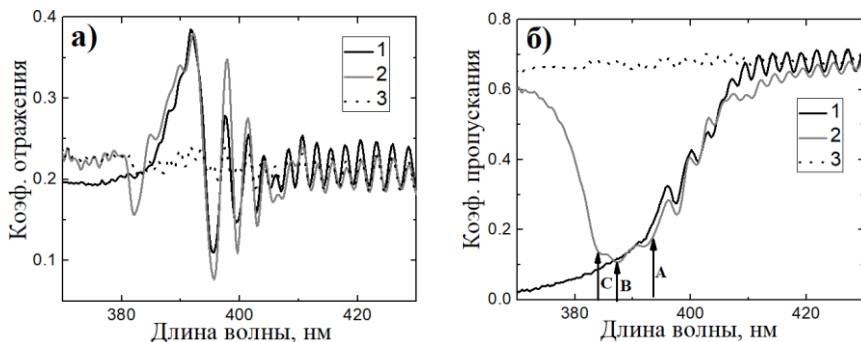 а)
Коэф. отражения
0.4
0.3
0.2
0.1
1
2
3
380
400
420
Длина волны, нм
б)
Коэф. пропускания
0.8
0.6
0.4
0.2
0.0
1
2
3
C
B
A
380
400
420
Длина волны, нм